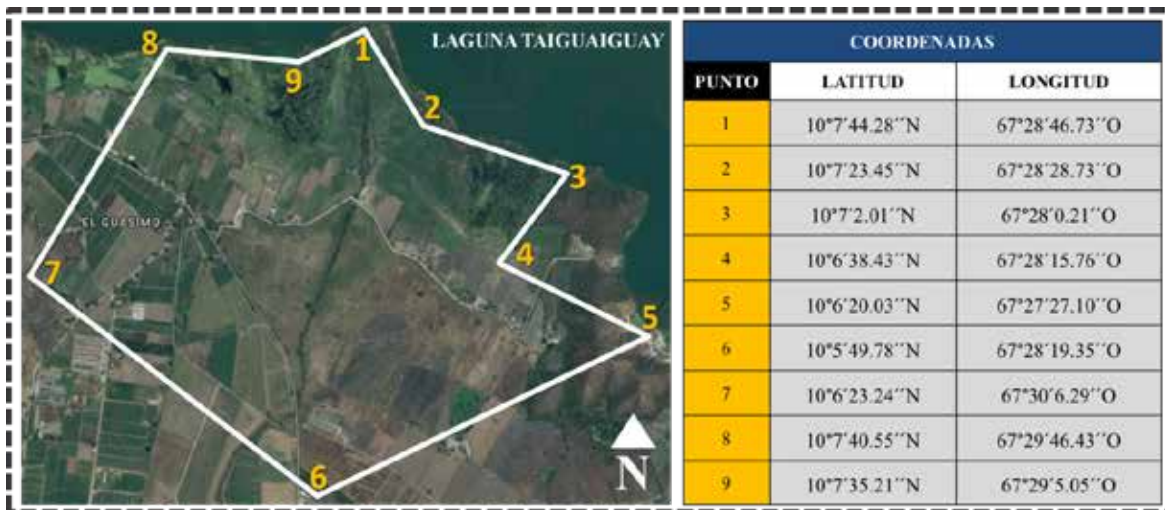 LAGUNA TAIGUAIGUAY
8
1
9
2
3
EL GUASIMO
4
7
5
6
N
COORDENADAS
PUNTO LATITUD LONGITUD
1 10°7´44.28´´N 67°28´46.73´´O
2 10°7´23.45´´N 67°28´28.73´´O
3 10°7´2.01´´N 67°28´0.21´´O
4 10°6´38.43´´N 67°28´15.76´´O
5 10°6´20.03´´N 67°27´27.10´´O
6 10°5´49.78´´N 67°28´19.35´´O
7 10°6´23.24´´N 67°30´6.29´´O
8 10°7´40.55´´N 67°29´46.43´´O
9 10°7´35.21´´N 67°29´5.05´´O